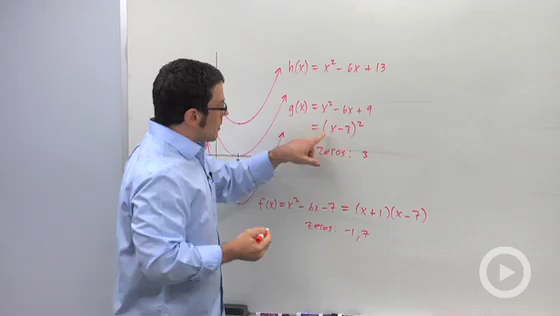 h(x) = x² - 6x + 13
g(x) = x² - 6x + 9
= (x-3)²
Zeros: 3
f(x) = x² - 6x - 7 = (x+1)(x-7)
Zeros: -1, 7